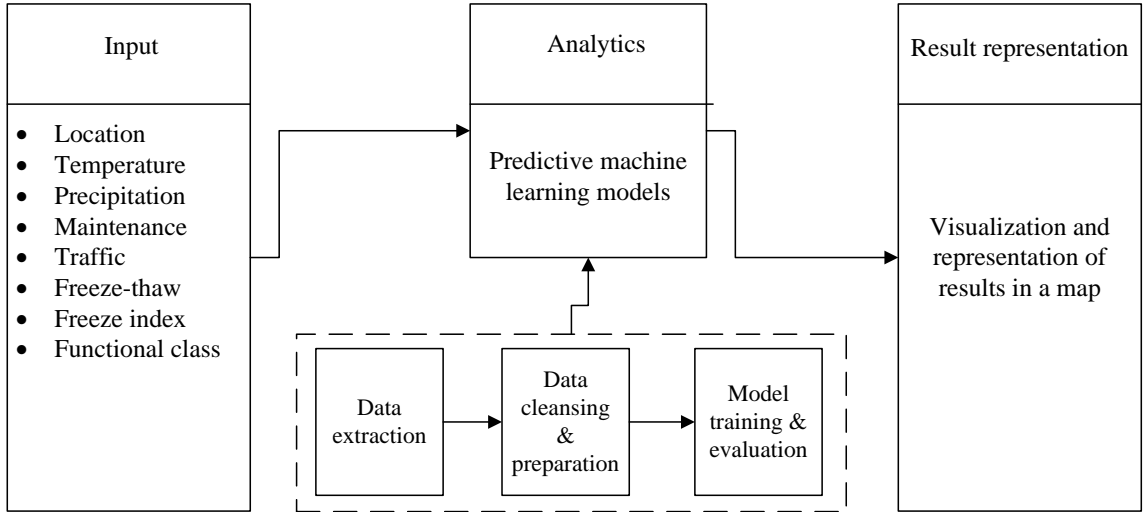 Input
• Location
• Temperature
• Precipitation
• Maintenance
• Traffic
• Freeze-thaw
• Freeze index
• Functional class
Analytics
Predictive machine
learning models
Data
extraction
Data
cleansing
&
preparation
Model
training &
evaluation
Result representation
Visualization and
representation of
results in a map